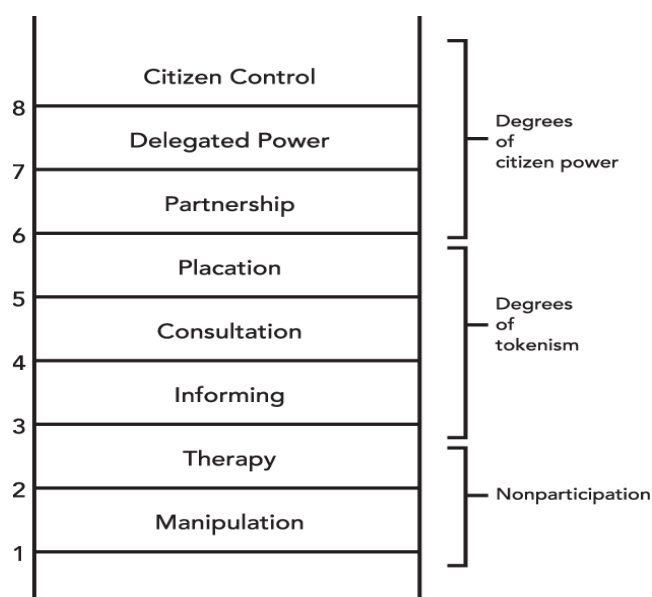 Citizen Control
8
Delegated Power
7
Partnership
6
Placation
5
Consultation
4
Informing
3
Therapy
2
Manipulation
1
Degrees
of
citizen power
Degrees
of
tokenism
Nonparticipation